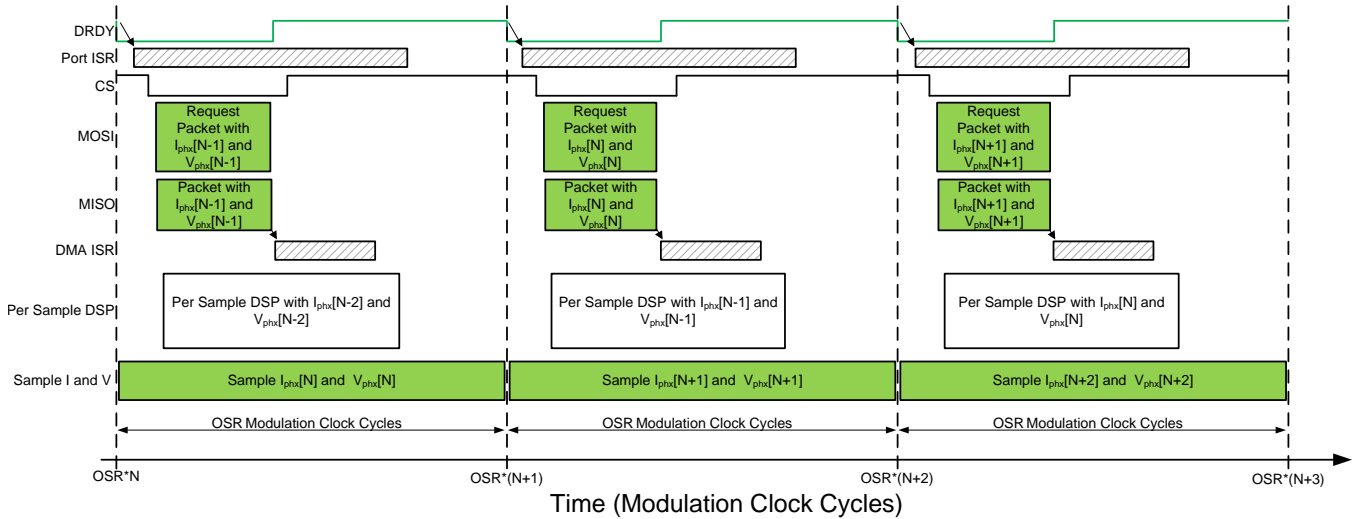 DRDY
Port ISR
CS
MOSI
Request
Packet with
Iphx[N-1] and
Vphx[N-1]
Request
Packet with
Iphx[N] and
Vphx[N]
Request
Packet with
Iphx[N+1] and
Vphx[N+1]
MISO
Packet with
Iphx[N-1] and
Vphx[N-1]
Packet with
Iphx[N] and
Vphx[N]
Packet with
Iphx[N+1] and
Vphx[N+1]
DMA ISR
Per Sample DSP
Per Sample DSP with Iphx[N-2] and
Vphx[N-2]
Per Sample DSP with Iphx[N-1] and
Vphx[N-1]
Per Sample DSP with Iphx[N] and
Vphx[N]
Sample I and V
Sample Iphx[N] and Vphx[N]
Sample Iphx[N+1] and Vphx[N+1]
Sample Iphx[N+2] and Vphx[N+2]
OSR Modulation Clock Cycles
OSR Modulation Clock Cycles
OSR Modulation Clock Cycles
OSR*N
OSR*(N+1)
OSR*(N+2)
OSR*(N+3)
Time (Modulation Clock Cycles)